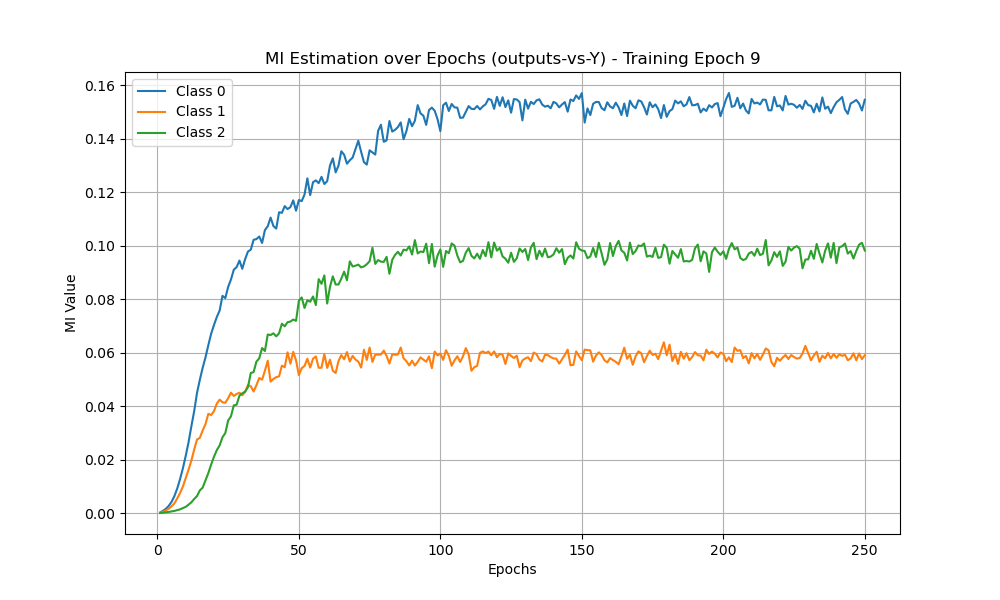 MI Estimation over Epochs (outputs-vs-Y) - Training Epoch 9
Class 0
Class 1
Class 2
MI Value
0.16
0.14
0.12
0.10
0.08
0.06
0.04
0.02
0.00
0
50
100
150
200
250
Epochs